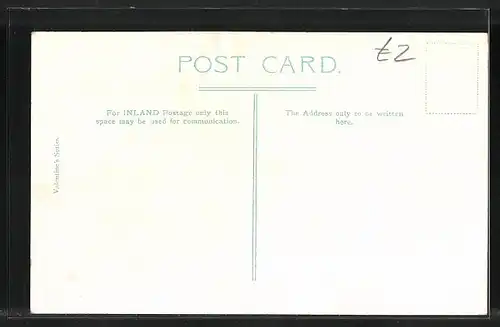 POST CARD.
£2
For INLAND Postage only this
space may be used for communication.
The Address only to be written
here.
Valentine's Series.